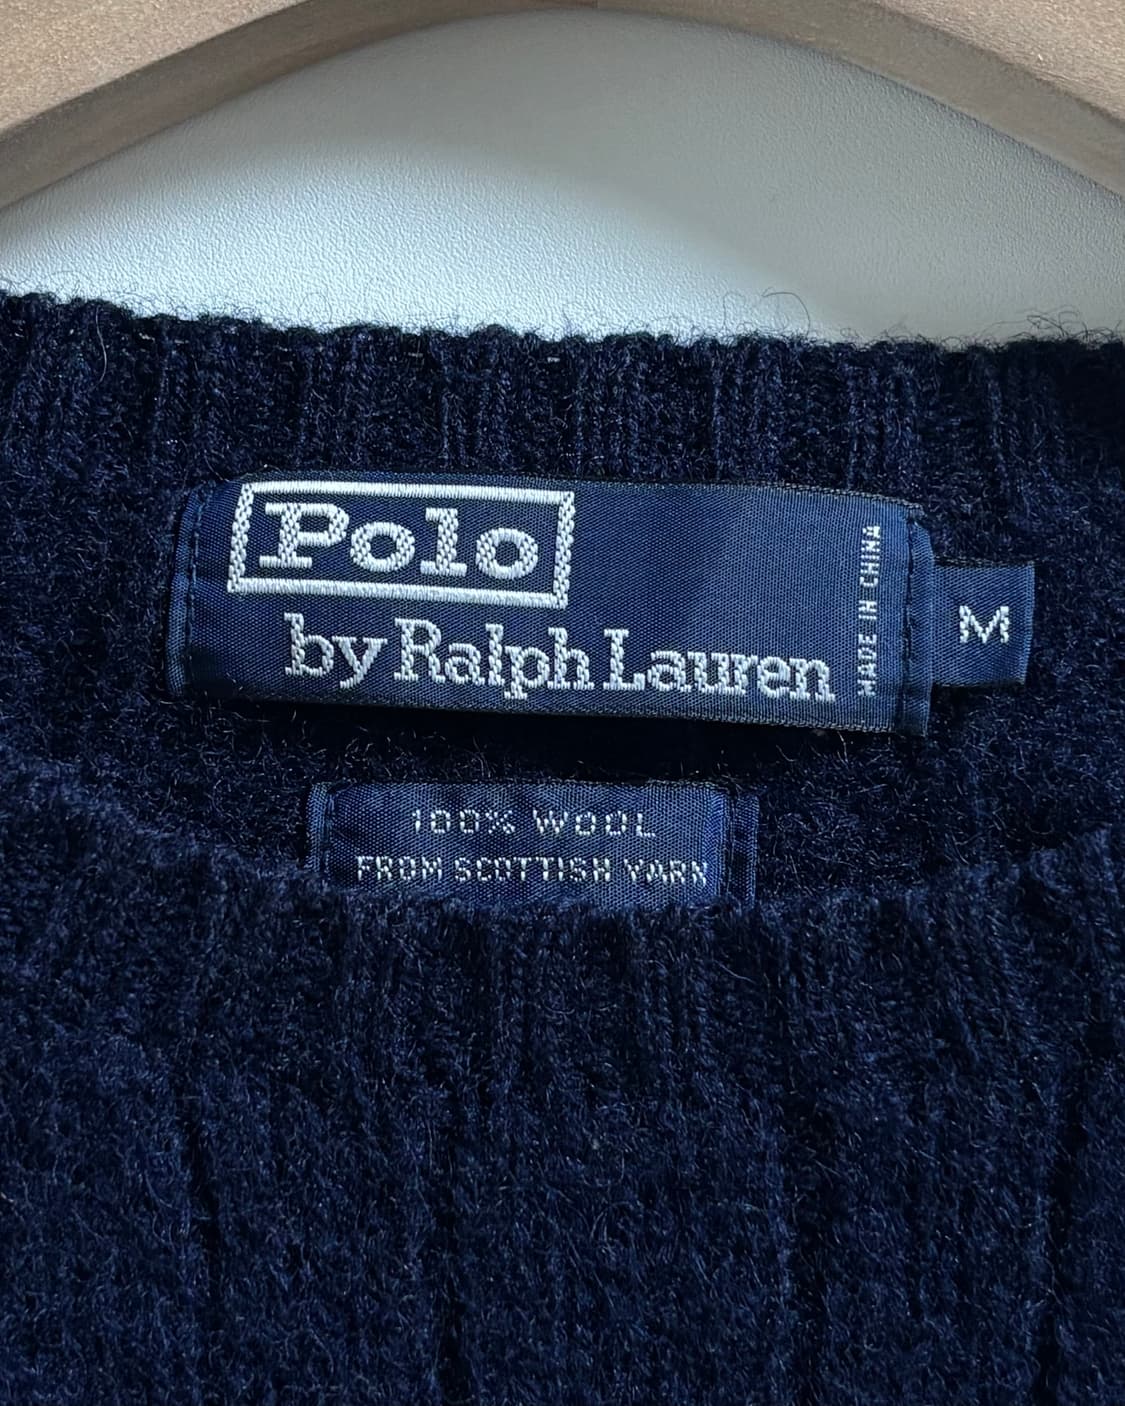 Polo
by Ralph Lauren
MADE IN CHINA
M
100% WOOL
FROM SCOTTISH YARN